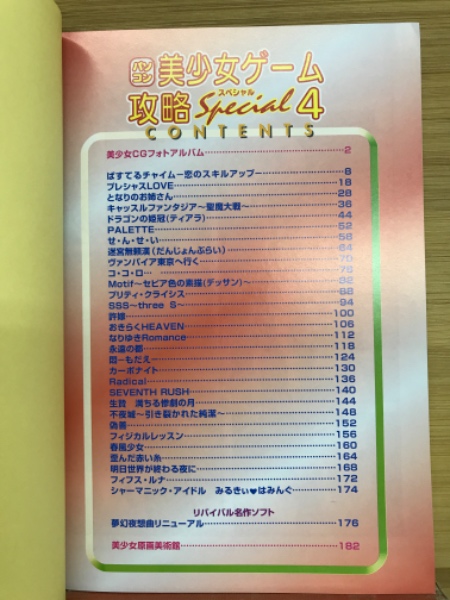 パソコン
美少女ゲーム
攻略スペシャルSpecial 4
CONTENTS
美少女CGフォトアルバム 2
ぱすてるチャイム－恋のスキルアップ－ 8
プレシャスLOVE 18
となりのお姉さん 28
キャッスルファンタジア～聖魔大戦～ 36
ドラゴンの姫冠(ティアラ) 44
PALETTE 52
せ・ん・せ・い 56
迷宮無頼漢(だんじょんぶらい) 64
ヴァンパイア東京へ行く 70
コ・コ・ロ… 76
Motif～セピア色の素描(デッサン)～ 82
プリティ・クライシス 88
SSS～three S～ 94
許嫁 100
おきらくHEAVEN 106
なりゆきRomance 112
永遠の都 118
悶－もだえ 124
カーボナイト 130
Radical 136
SEVENTH RUSH 140
生贄 満ちる惨劇の月 144
不夜城～引き裂かれた純潔～ 148
偽善 152
フィジカルレッスン 156
春風少女 160
歪んだ赤い糸 164
明日世界が終わる夜に 168
フィフス・ルナ 172
シャーマニック・アイドル みるきぃ♥はみんぐ 174
リバイバル名作ソフト
夢幻夜想曲リニューアル 176
美少女原画美術館 182